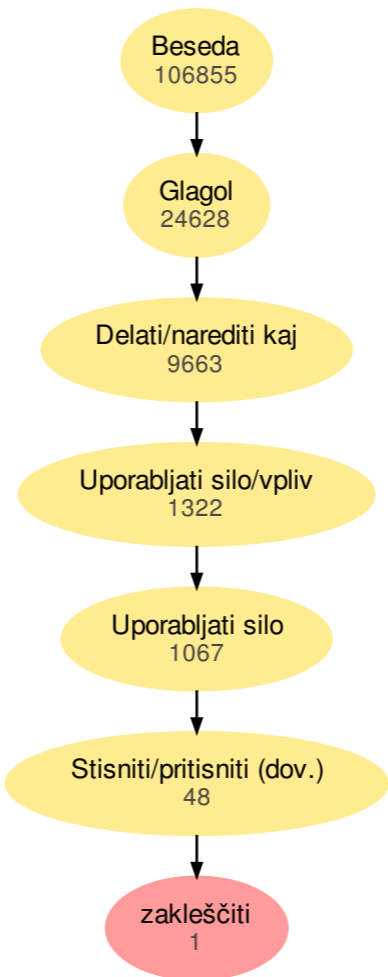 Beseda
106855
Glagol
24628
Delati/narediti kaj
9663
Uporabljati silo/vpliv
1322
Uporabljati silo
1067
Stisniti/pritisniti (dov.)
48
zakleščiti
1